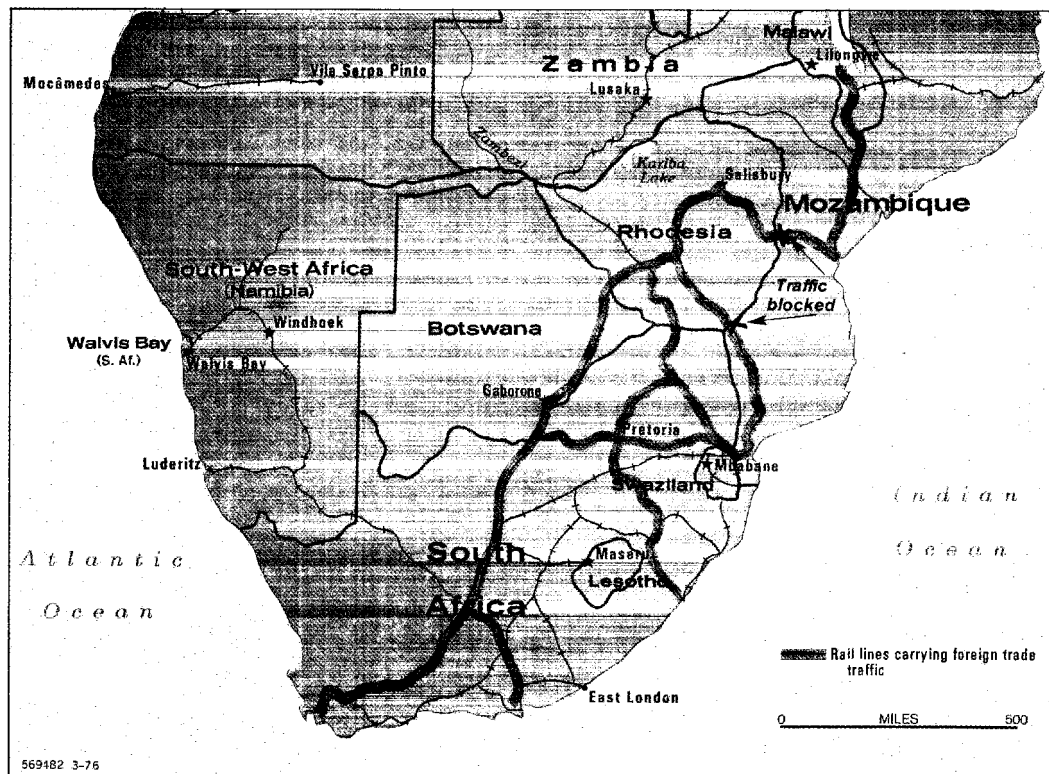 Malawi
Lilongwe
Zambia
Mocâmedes
Vila Serpa Pinto
Lusaka
Zambezi
Kariba
Lake
Salisbury
Mozambique
Rhodesia
South-West Africa
(Namibia)
Traffic
blocked
Windhoek
Botswana
Walvis Bay
(S. Af.)
Walvis Bay
Gaborone
Pretoria
Luderitz
Mbabane
Swaziland
Indian
Ocean
Atlantic
Ocean
South
Africa
Maseru
Lesotho
Rail lines carrying foreign trade
traffic
East London
0 MILES 500
569482 3-76